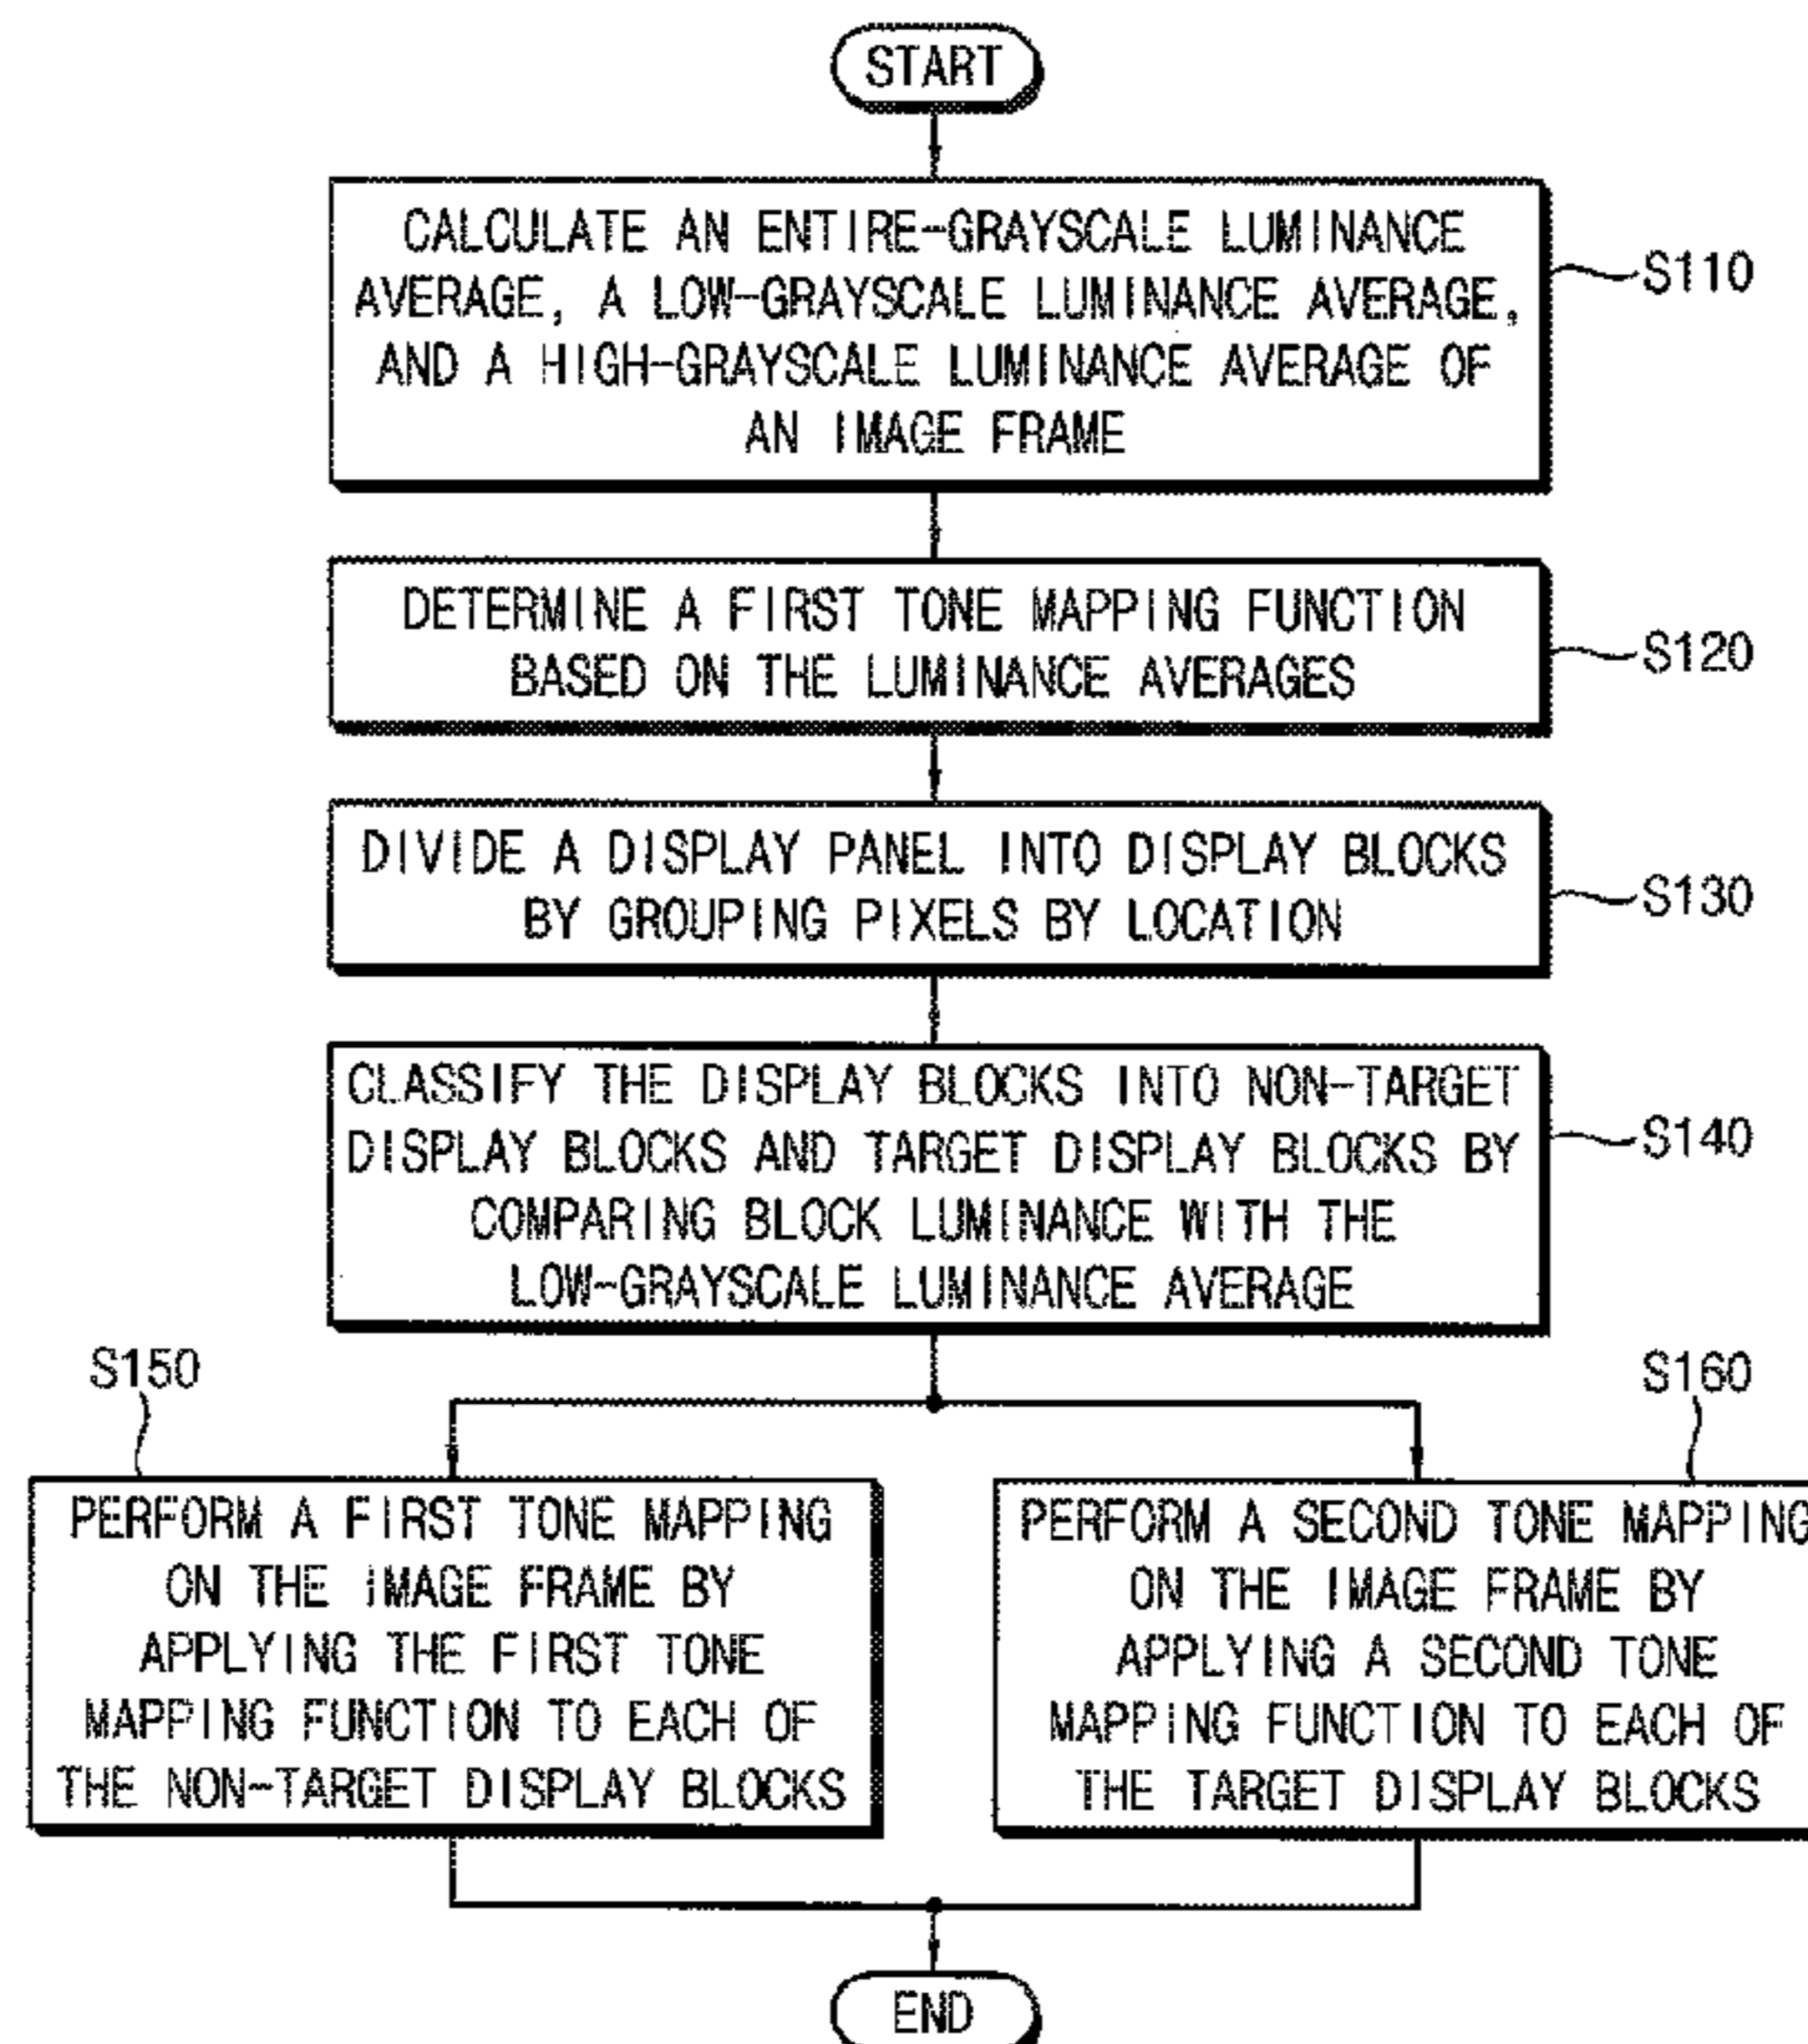 START
CALCULATE AN ENTIRE-GRAYSCALE LUMINANCE
AVERAGE, A LOW-GRAYSCALE LUMINANCE AVERAGE,
AND A HIGH-GRAYSCALE LUMINANCE AVERAGE OF
AN IMAGE FRAME
S110
DETERMINE A FIRST TONE MAPPING FUNCTION
BASED ON THE LUMINANCE AVERAGES
S120
DIVIDE A DISPLAY PANEL INTO DISPLAY BLOCKS
BY GROUPING PIXELS BY LOCATION
S130
CLASSIFY THE DISPLAY BLOCKS INTO NON-TARGET
DISPLAY BLOCKS AND TARGET DISPLAY BLOCKS BY
COMPARING BLOCK LUMINANCE WITH THE
LOW-GRAYSCALE LUMINANCE AVERAGE
S140
S150
PERFORM A FIRST TONE MAPPING
ON THE IMAGE FRAME BY
APPLYING THE FIRST TONE
MAPPING FUNCTION TO EACH OF
THE NON-TARGET DISPLAY BLOCKS
S160
PERFORM A SECOND TONE MAPPING
ON THE IMAGE FRAME BY
APPLYING A SECOND TONE
MAPPING FUNCTION TO EACH OF
THE TARGET DISPLAY BLOCKS
END